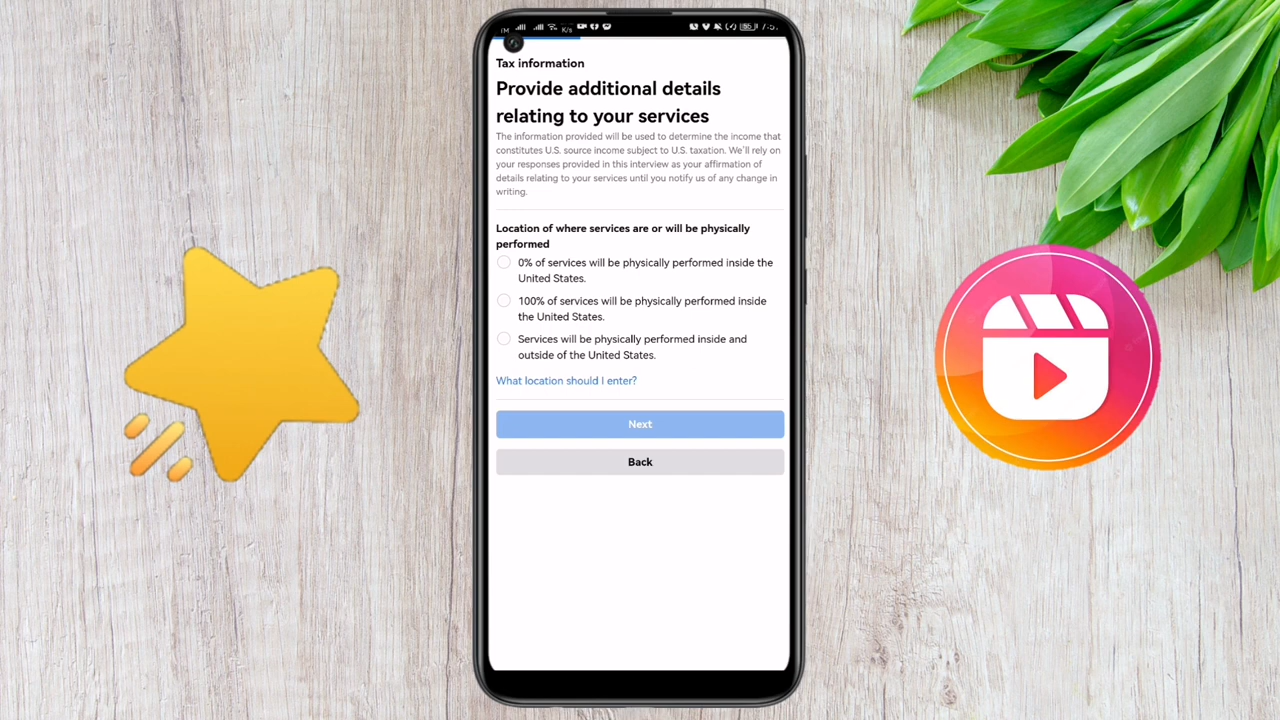 7:5
Tax information
Provide additional details
relating to your services
The information provided will be used to determine the income that
constitutes U.S. source income subject to U.S. taxation. We'll rely on
your responses provided in this interview as your affirmation of
details relating to your services until you notify us of any change in
writing.
Location of where services are or will be physically
performed
0% of services will be physically performed inside the
United States.
100% of services will be physically performed inside
the United States.
Services will be physically performed inside and
outside of the United States.
What location should I enter?
Next
Back